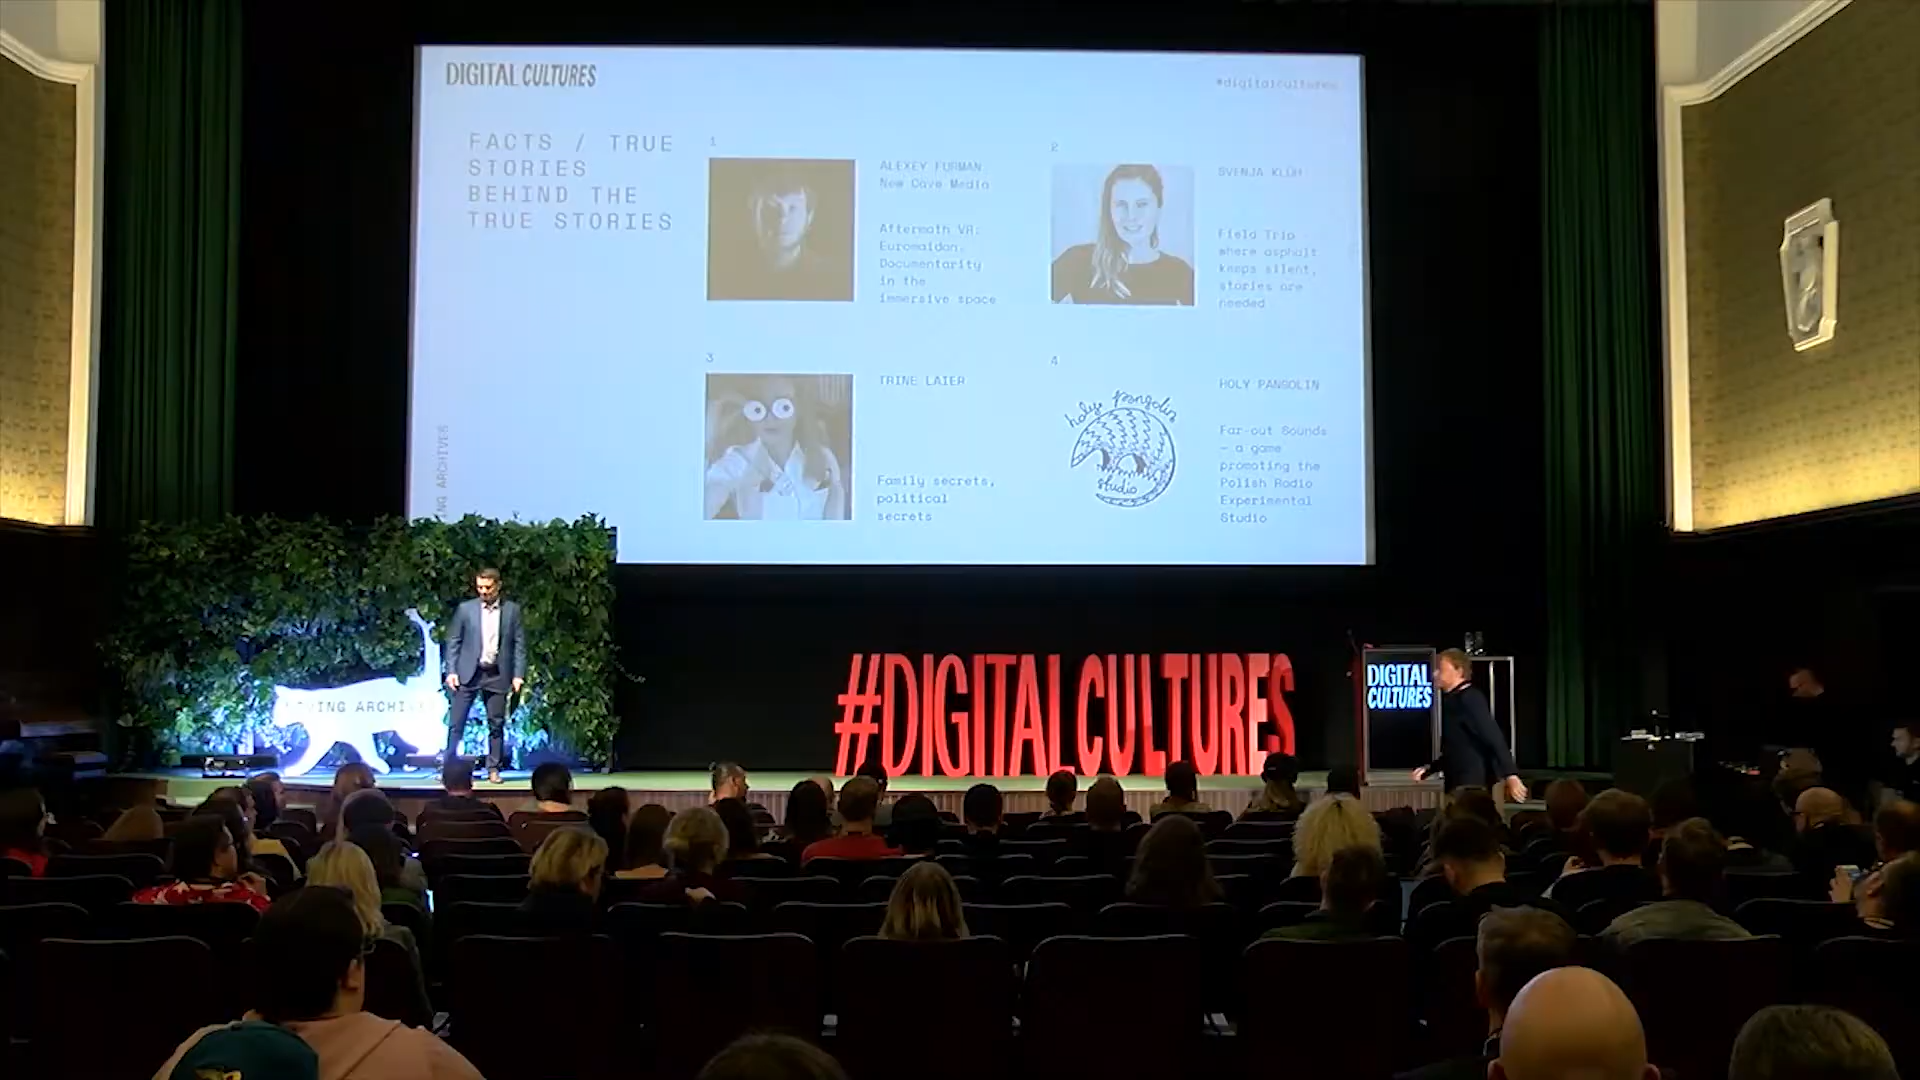 DIGITAL CULTURES
#digitalcultures
FACTS / TRUE
STORIES
BEHIND THE
TRUE STORIES
1
ALEXEY FURMAN
New Cave Media
Aftermath VR:
Euromaidan.
Documentarity
in the
immersive space
2
SVENJA KLÜH
Field Trip -
where asphalt
keeps silent,
stories are
needed
3
TRINE LAIER
Family secrets,
political
secrets
4
holy pangolin
studio
HOLY PANGOLIN
Far-out Sounds
– a game
promoting the
Polish Radio
Experimental
Studio
ARCHIVES
#DIGITAL CULTURES
DIGITAL
CULTURES